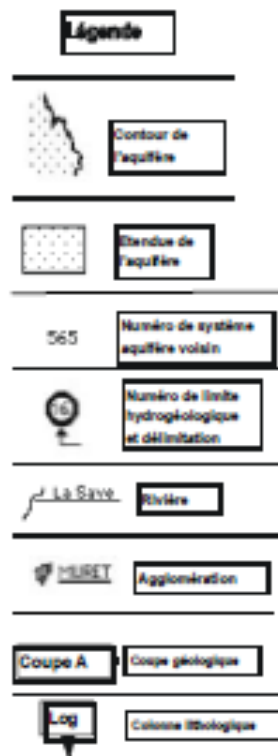 Légende
Contour de
l'aquifère
Etendue de
l'aquifère
565
Numéro de système
aquifère voisin
16
Numéro de limite
hydrogéologique
et délimitation
La Save
Rivière
MURET
Agglomération
Coupe A
Coupe géologique
Log
Colonne lithologique